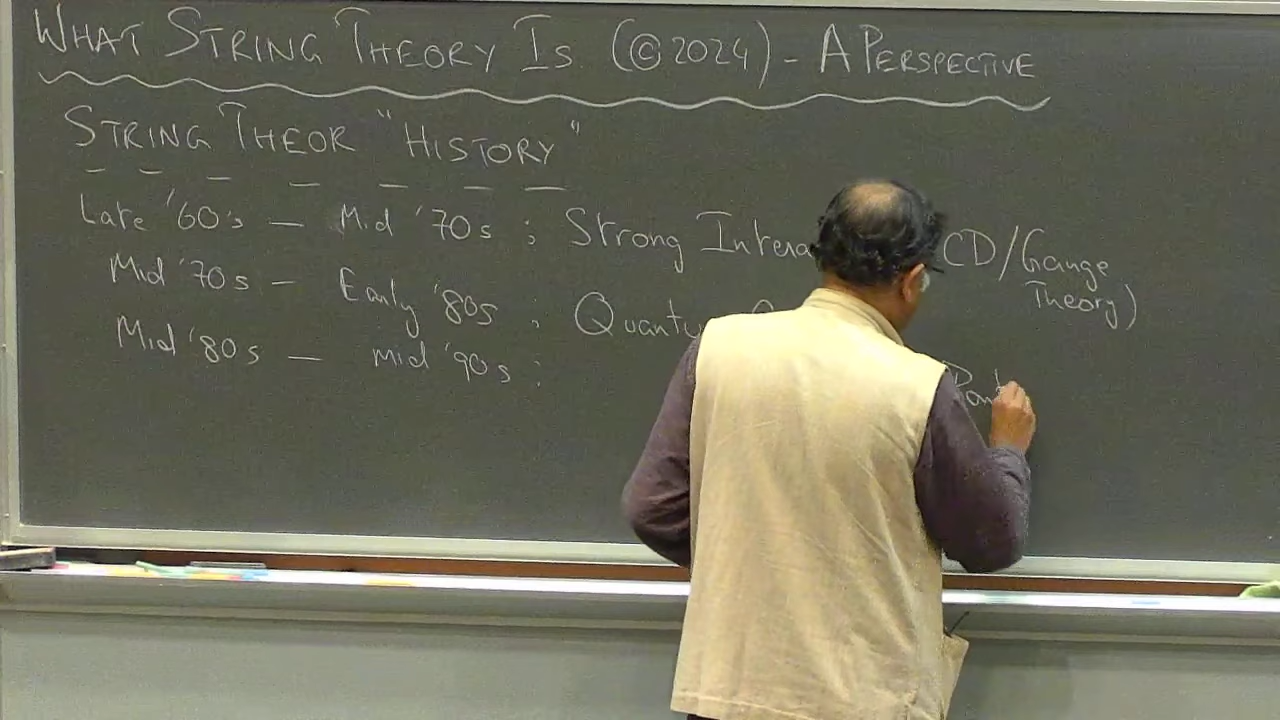 WHAT STRING THEORY IS (©2024) - A PERSPECTIVE
STRING THEOR "HISTORY"
Late '60's — Mid '70s : Strong Intera CD/Gauge
Theory)
Mid '70s — Early '80s : Quantu
Mid '80s — Mid '90s :